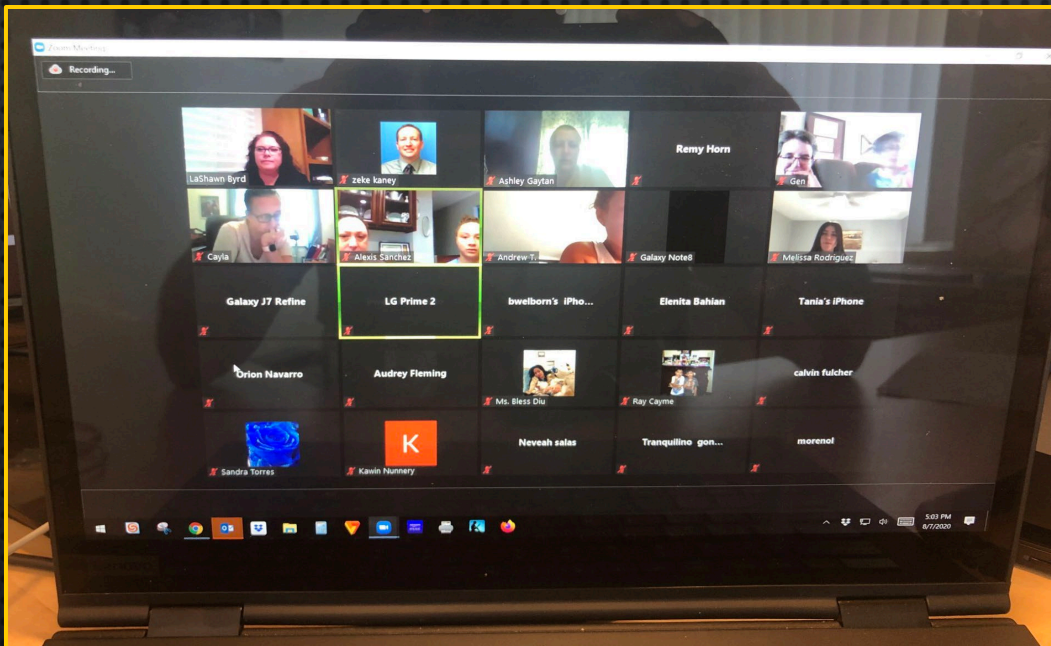 Zoom Meeting
Recording...
LaShawn Byrd
zeke kaney
Ashley Gaytan
Remy Horn
Gen
Cayla
Alexis Sanchez
Andrew T.
Galaxy Note8
Melissa Rodriguez
Galaxy J7 Refine
LG Prime 2
bwelborn's iPho...
Elenita Bahian
Tania's iPhone
Orion Navarro
Audrey Fleming
Ms. Bless Diu
Ray Cayme
calvin fulcher
Sandra Torres
K
Kawin Nunnery
Neveah salas
Tranquilino gon...
morenol
5:03 PM
8/7/2020